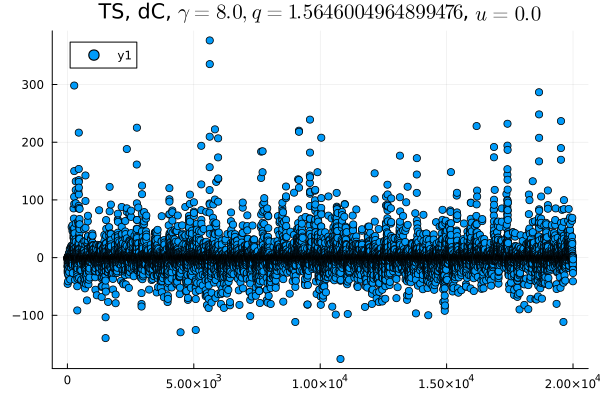 TS, dC, γ = 8.0, q = 1.5646004964899476, u = 0.0
y1
300
200
100
0
−100
0 5.00×10³ 1.00×10⁴ 1.50×10⁴ 2.00×10⁴